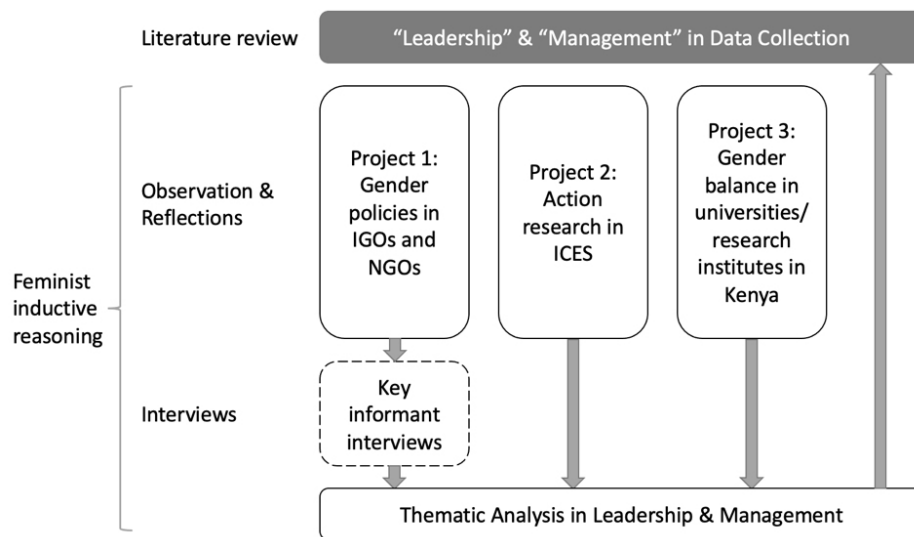 Literature review
“Leadership” & “Management” in Data Collection
Feminist
inductive
reasoning
Observation &
Reflections
Project 1:
Gender
policies in
IGOs and
NGOs
Project 2:
Action
research in
ICES
Project 3:
Gender
balance in
universities/
research
institutes in
Kenya
Interviews
Key
informant
interviews
Thematic Analysis in Leadership & Management